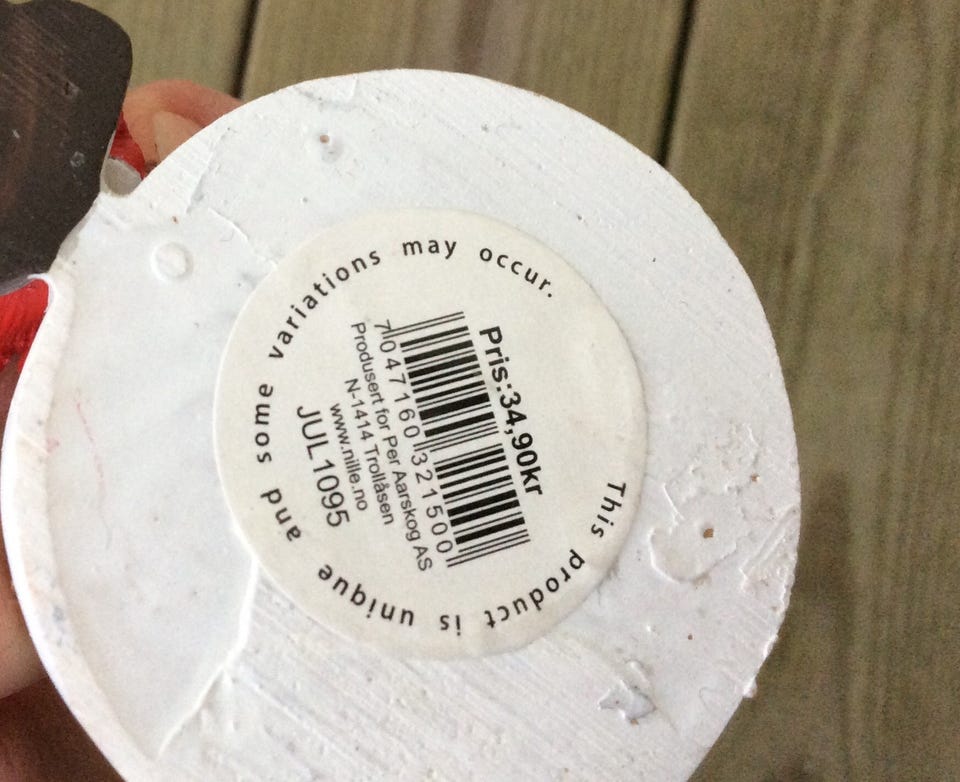 This product is unique and some variations may occur.
Pris:34,90kr
7047160321500
Produsert for Per Aarskog AS
N-1414 Trollåsen
www.nille.no
JUL1095